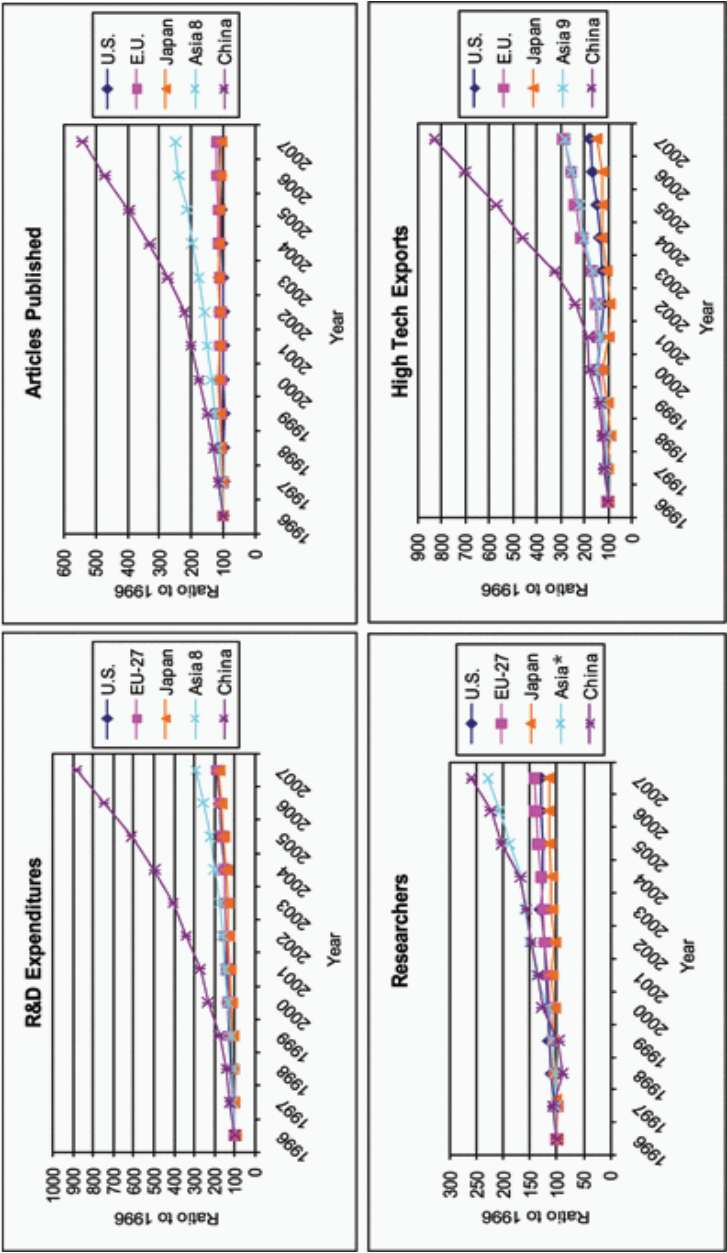 R&D Expenditures
Ratio to 1996
1000
900
800
700
600
500
400
300
200
100
0
1996
1997
1998
1999
2000
2001
2002
2003
2004
2005
2006
2007
Year
U.S.
EU-27
Japan
Asia 8
China
Articles Published
Ratio to 1996
600
500
400
300
200
100
0
1996
1997
1998
1999
2000
2001
2002
2003
2004
2005
2006
2007
Year
U.S.
E.U.
Japan
Asia 8
China
Researchers
Ratio to 1996
300
250
200
150
100
50
0
1996
1997
1998
1999
2000
2001
2002
2003
2004
2005
2006
2007
Year
U.S.
EU-27
Japan
Asia*
China
High Tech Exports
Ratio to 1996
900
800
700
600
500
400
300
200
100
0
1996
1997
1998
1999
2000
2001
2002
2003
2004
2005
2006
2007
Year
U.S.
E.U.
Japan
Asia 9
China